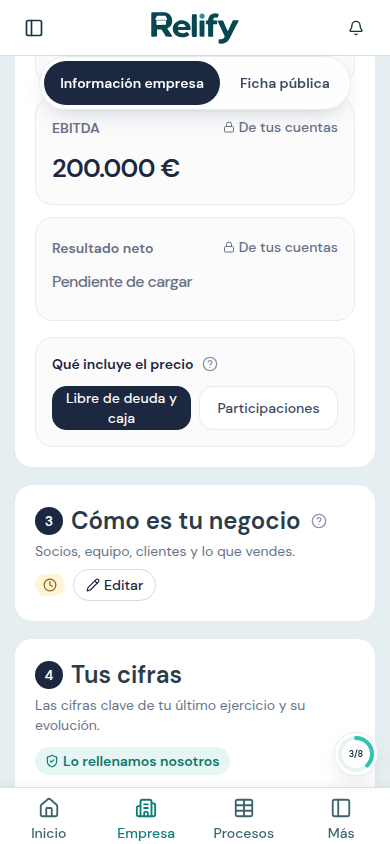 Relify
Información empresa
Ficha pública
EBITDA
De tus cuentas
200.000 €
Resultado neto
De tus cuentas
Pendiente de cargar
Qué incluye el precio ?
Libre de deuda y
caja
Participaciones
3 Cómo es tu negocio ?
Socios, equipo, clientes y lo que vendes.
Editar
4 Tus cifras
Las cifras clave de tu último ejercicio y su
evolución.
Lo rellenamos nosotros
3/8
Inicio
Empresa
Procesos
Más